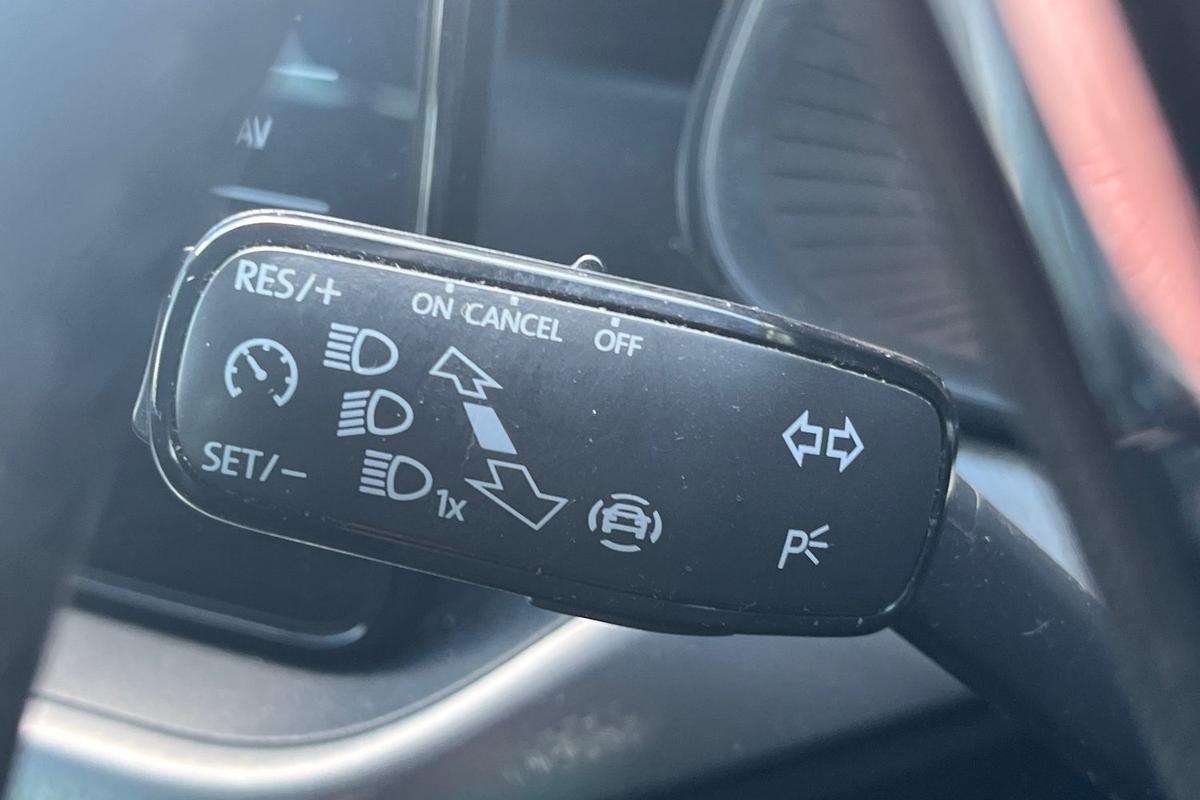 AV
RES/+
ON CANCEL OFF
SET/−
1x
P